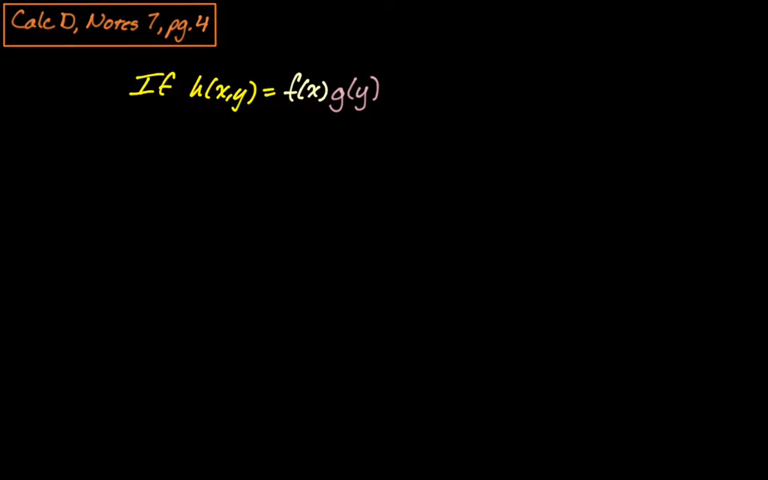 Calc D, Notes 7, pg. 4
If h(x,y) = f(x)g(y)